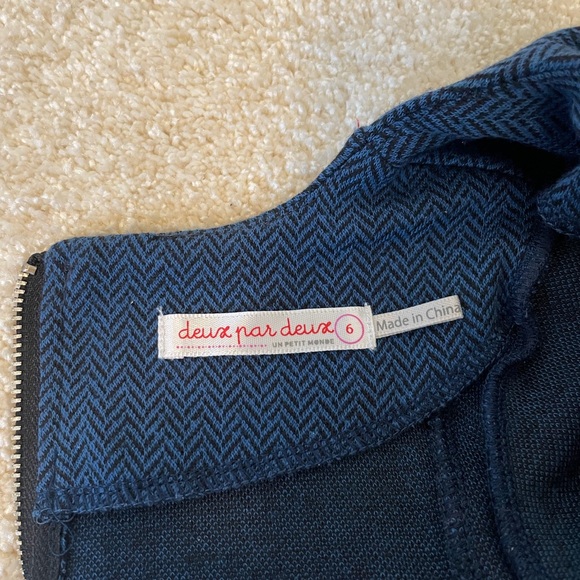 deux par deux 6
UN PETIT MONDE
Made in China